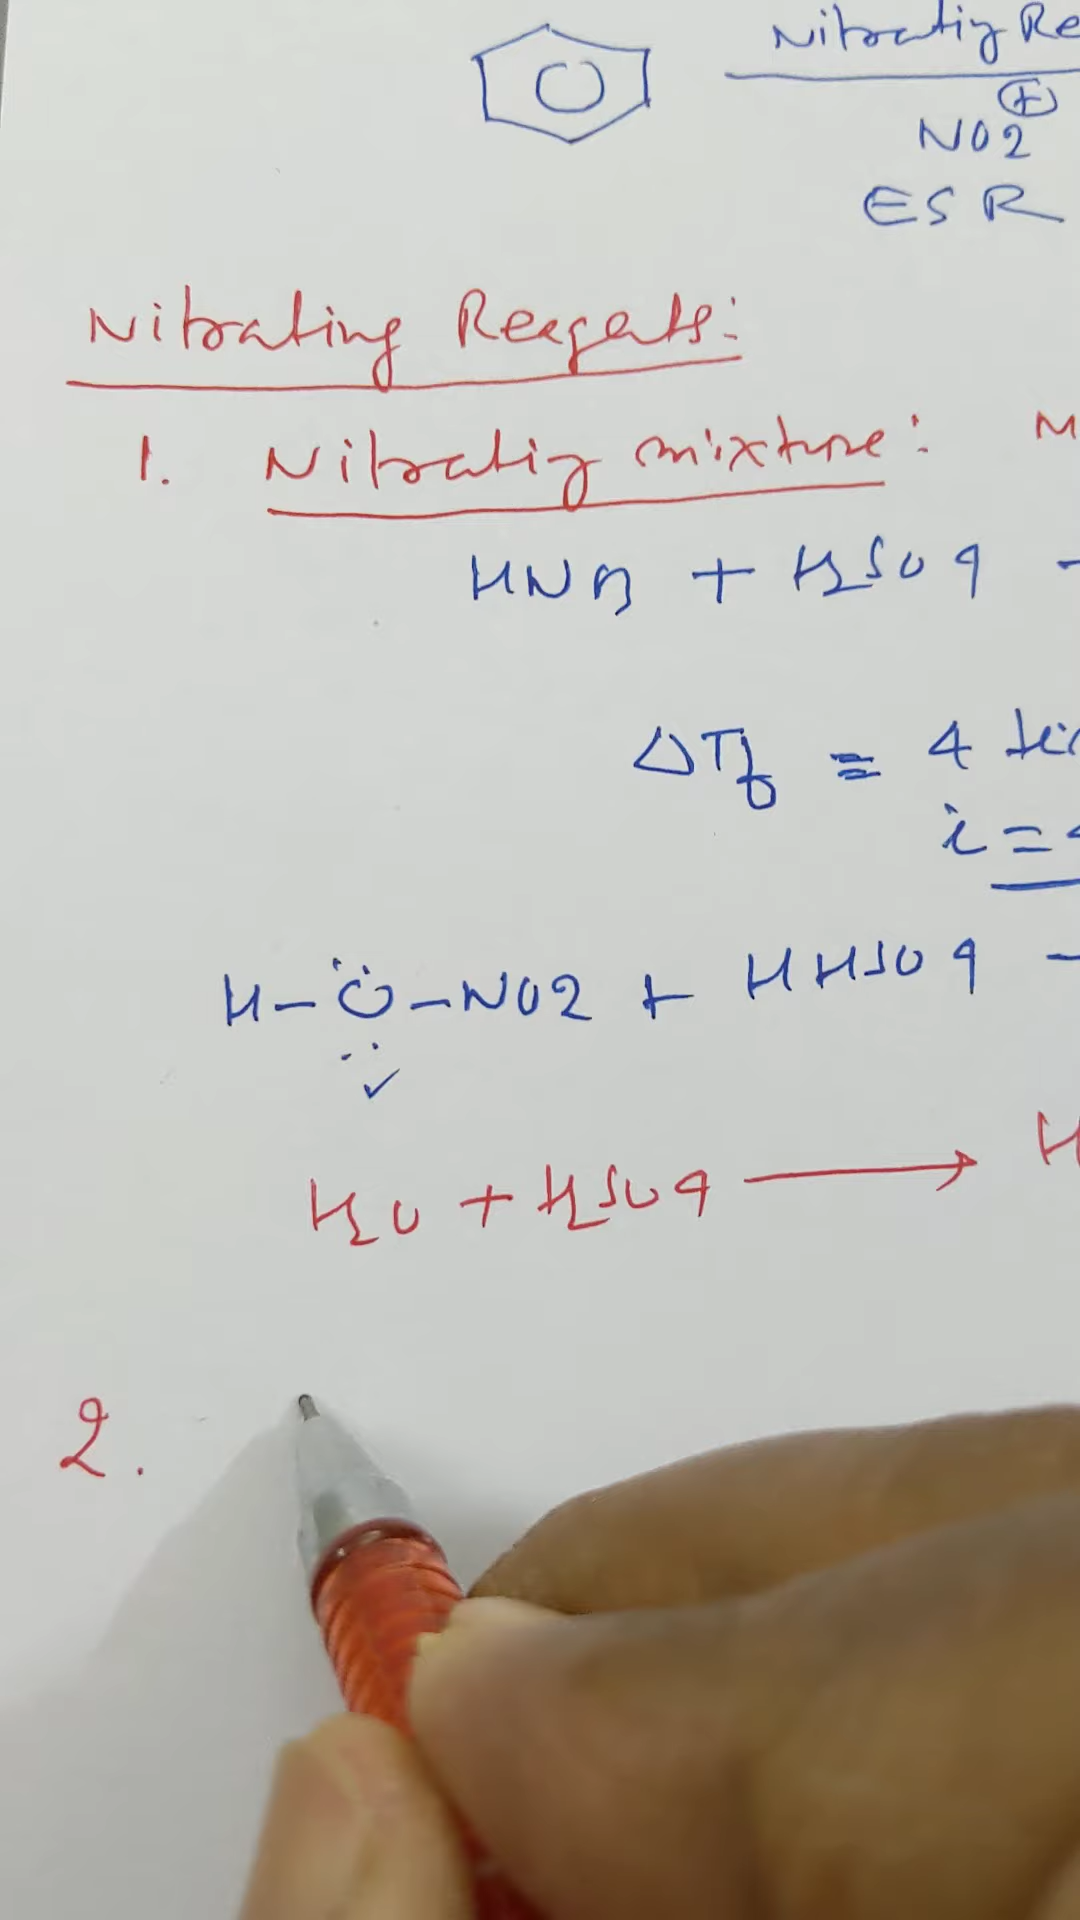 Nitrating Re
NO2 +
ESR
Nitrating Reagents:
1. Nitrating mixture: M
HNO3 + H2SO4 -
ΔTf = 4
i =
H-O-NO2 + HHSO4 -
H2O + H2SO4 → H
2.